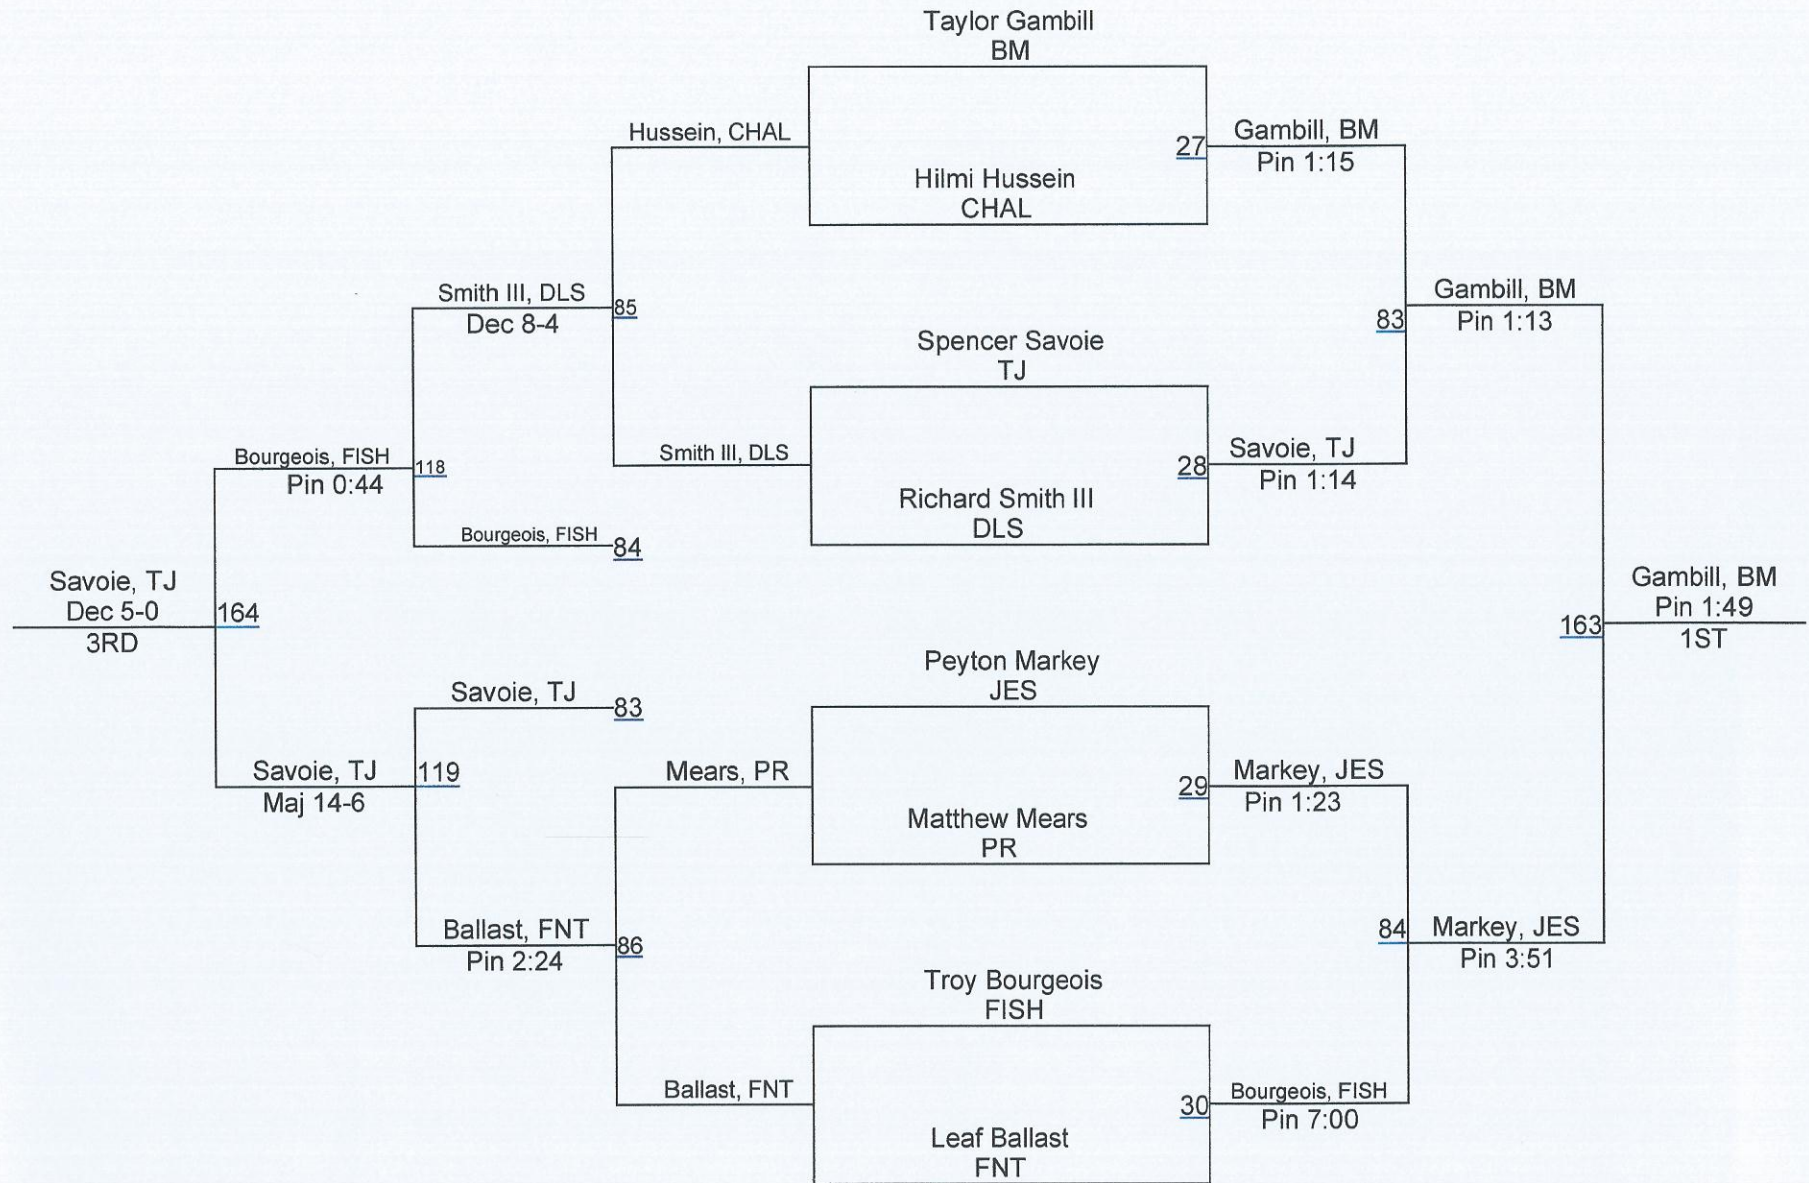 Taylor Gambill
BM
Hussein, CHAL
27
Gambill, BM
Pin 1:15
Hilmi Hussein
CHAL
Smith III, DLS
Dec 8-4
85
Gambill, BM
Pin 1:13
83
Spencer Savoie
TJ
Bourgeois, FISH
Pin 0:44
118
Smith III, DLS
28
Savoie, TJ
Pin 1:14
Richard Smith III
DLS
Bourgeois, FISH
84
Savoie, TJ
Dec 5-0
3RD
164
Gambill, BM
Pin 1:49
1ST
163
Peyton Markey
JES
Savoie, TJ
83
Savoie, TJ
Maj 14-6
119
Mears, PR
29
Markey, JES
Pin 1:23
Matthew Mears
PR
Ballast, FNT
Pin 2:24
86
84
Markey, JES
Pin 3:51
Troy Bourgeois
FISH
Ballast, FNT
30
Bourgeois, FISH
Pin 7:00
Leaf Ballast
FNT